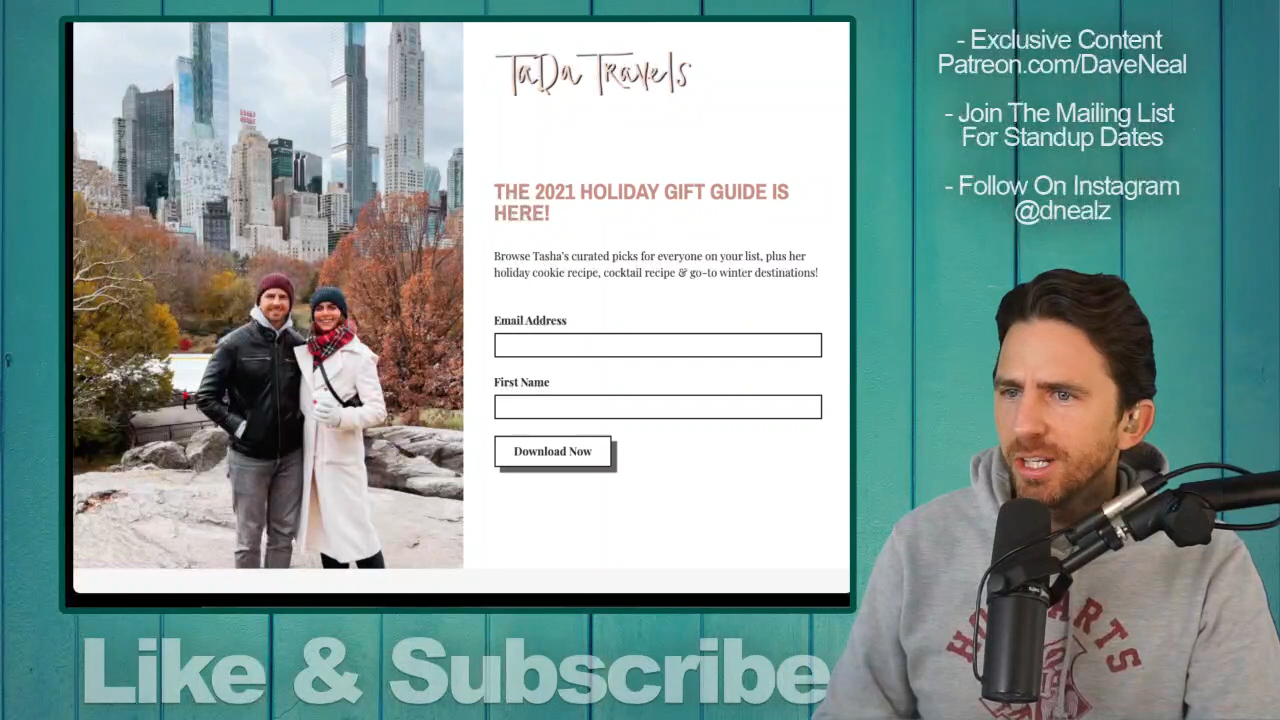 TaDa Travels
THE 2021 HOLIDAY GIFT GUIDE IS
HERE!
Browse Tasha's curated picks for everyone on your list, plus her
holiday cookie recipe, cocktail recipe & go-to winter destinations!
Email Address
First Name
Download Now
- Exclusive Content
Patreon.com/DaveNeal
- Join The Mailing List
For Standup Dates
- Follow On Instagram
@dnealz
Like & Subscribe